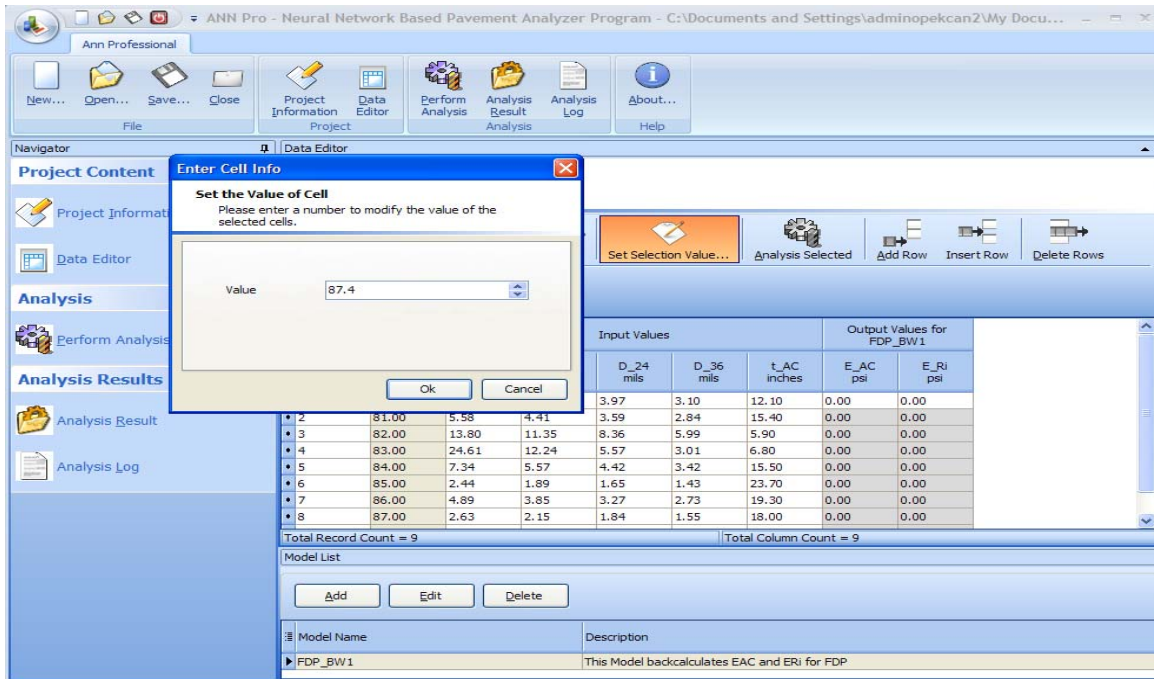 ANN Pro - Neural Network Based Pavement Analyzer Program - C:\Documents and Settings\adminopekcan2\My Docu...
Ann Professional
New... Open... Save... Close
Project Information Data Editor
Perform Analysis Analysis Result Analysis Log
About...
File Project Analysis Help
Navigator
Data Editor
Project Content
Project Informati
Data Editor
Analysis
Perform Analysis
Analysis Results
Analysis Result
Analysis Log
Enter Cell Info
Set the Value of Cell
Please enter a number to modify the value of the
selected cells.
Value 87.4
Ok Cancel
Set Selection Value... Analysis Selected Add Row Insert Row Delete Rows
Input Values Output Values for
FDP_BW1
D_24 D_36 t_AC E_AC E_Ri
mils mils inches psi psi
3.97 3.10 12.10 0.00 0.00
2 81.00 5.58 4.41 3.59 2.84 15.40 0.00 0.00
3 82.00 13.80 11.35 8.36 5.99 5.90 0.00 0.00
4 83.00 24.61 12.24 5.57 3.01 6.80 0.00 0.00
5 84.00 7.34 5.57 4.42 3.42 15.50 0.00 0.00
6 85.00 2.44 1.89 1.65 1.43 23.70 0.00 0.00
7 86.00 4.89 3.85 3.27 2.73 19.30 0.00 0.00
8 87.00 2.63 2.15 1.84 1.55 18.00 0.00 0.00
Total Record Count = 9 Total Column Count = 9
Model List
Add Edit Delete
Model Name Description
FDP_BW1 This Model backcalculates EAC and ERi for FDP